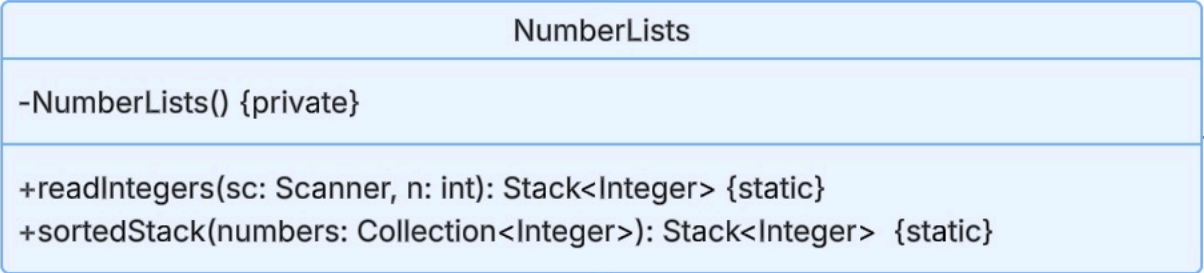 NumberLists
-NumberLists() {private}
+readIntegers(sc: Scanner, n: int): Stack<Integer> {static}
+sortedStack(numbers: Collection<Integer>): Stack<Integer>  {static}